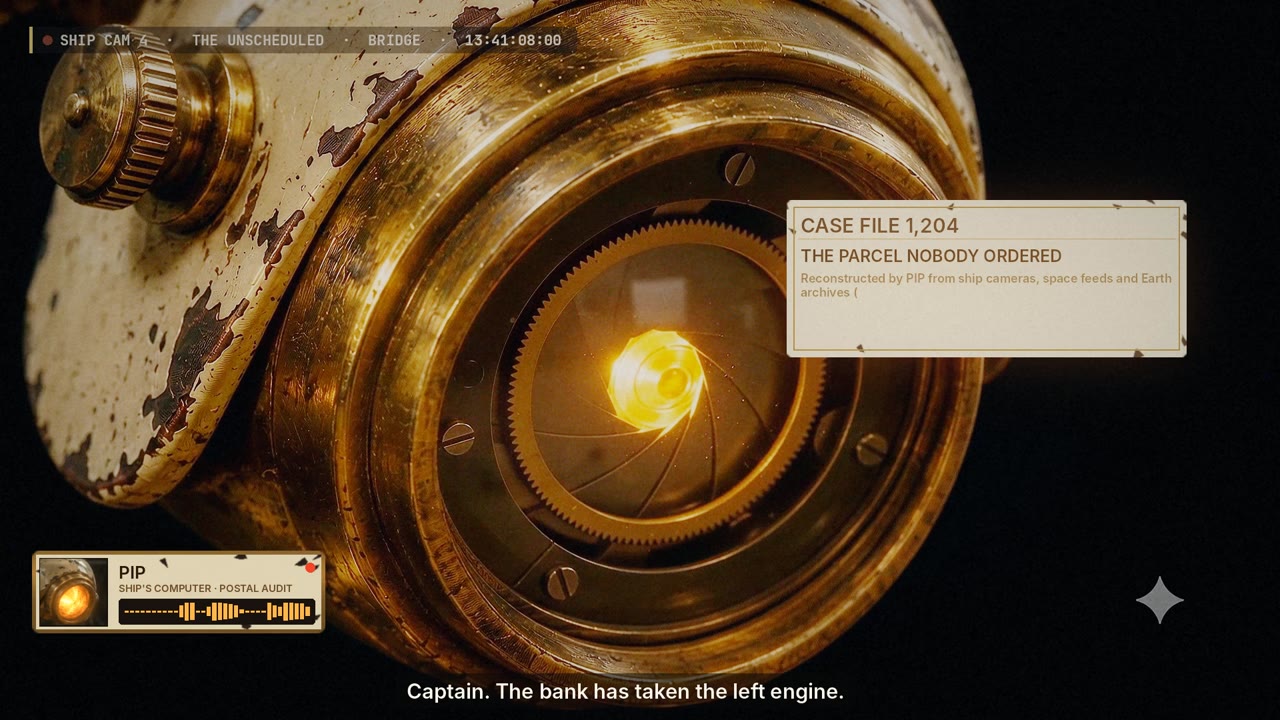 SHIP CAM 4 · THE UNSCHEDULED · BRIDGE · 13:41:08:00
CASE FILE 1,204
THE PARCEL NOBODY ORDERED
Reconstructed by PIP from ship cameras, space feeds and Earth
archives (
PIP
SHIP'S COMPUTER · POSTAL AUDIT
Captain. The bank has taken the left engine.